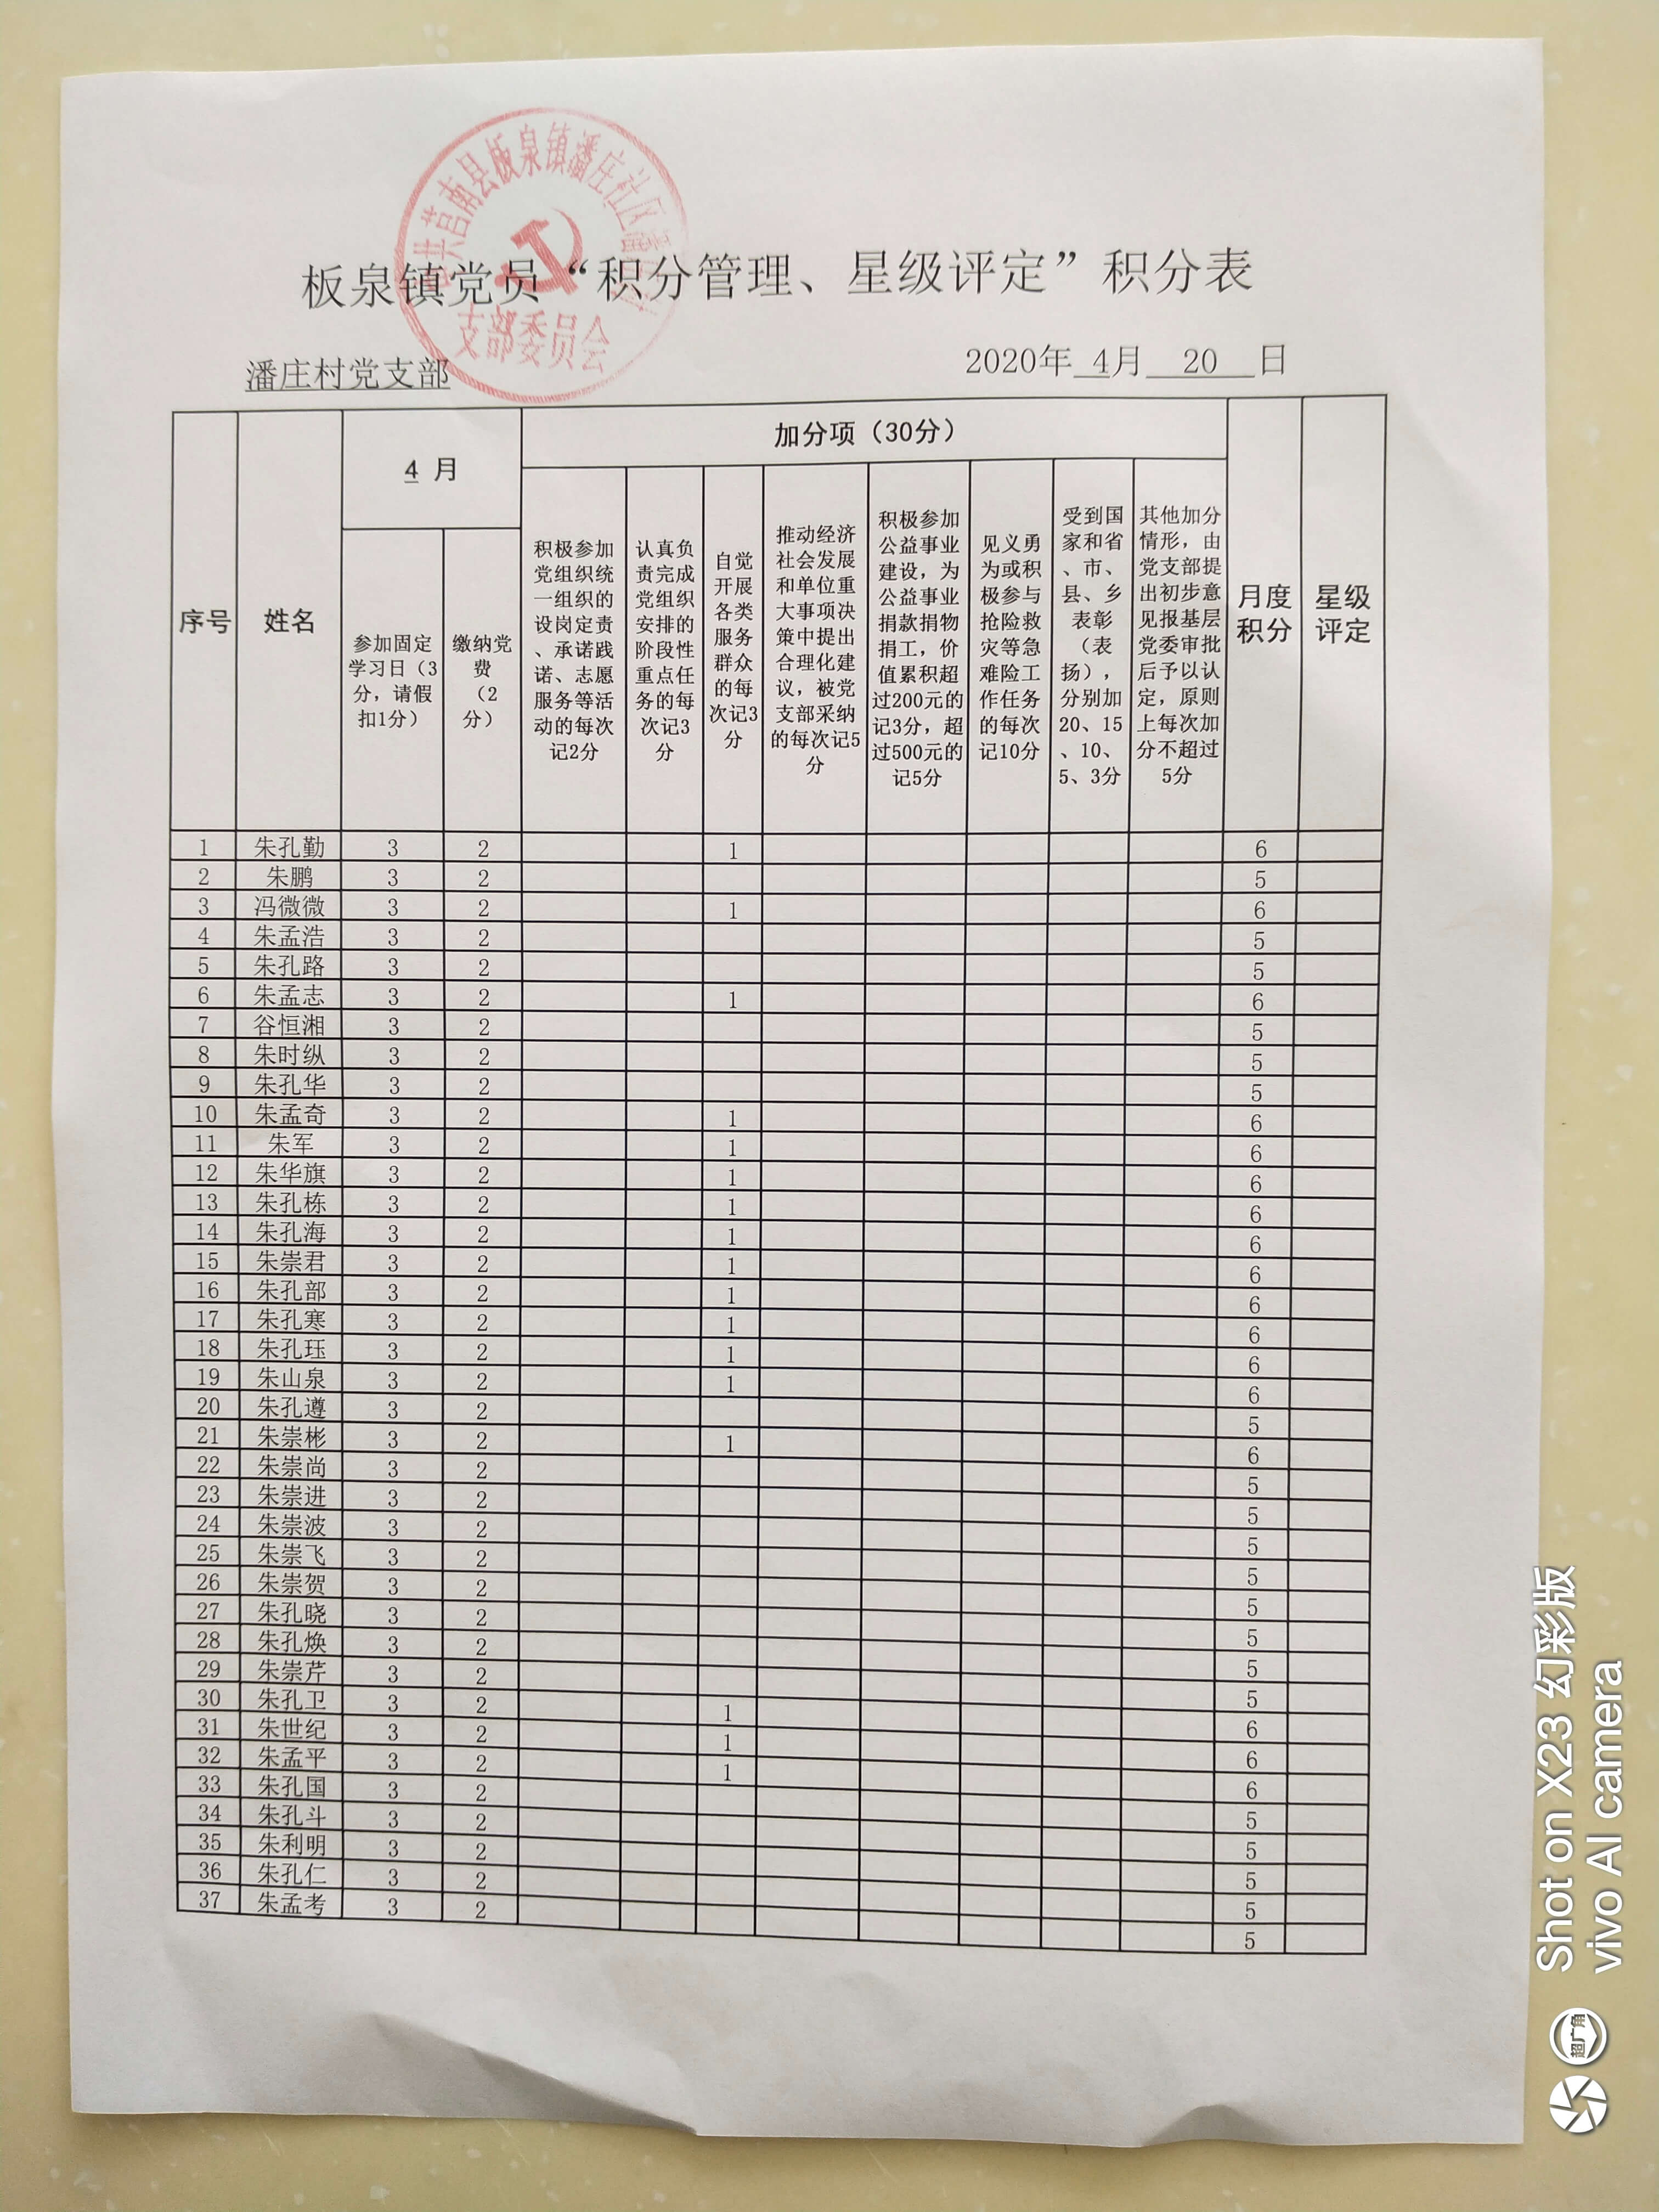 中共莒南县板泉镇潘庄社区
支部委员会
板泉镇党员“积分管理、星级评定”积分表
潘庄村党支部 2020年 4月 20 日
序号 姓名 4 月 加分项（30分） 月度积分 星级评定
参加固定学习日（3分，请假扣1分） 缴纳党费（2分） 积极参加党组织统一组织的设岗定责、承诺践诺、志愿服务等活动的每次记2分 认真负责完成党组织安排的阶段性重点任务的每次记3分 自觉开展各类服务群众的每次记3分 推动经济社会发展和单位重大事项决策中提出合理化建议，被党支部采纳的每次记5分 积极参加公益事业建设，为公益事业捐款捐物捐工，价值累积超过200元的记3分，超过500元的记5分 见义勇为或积极参与抢险救灾等急难险工作任务的每次记10分 受到国家和省、市、县、乡表彰（表扬），分别加20、15、10、5、3分 其他加分情形，由党支部提出初步意见报基层党委审批后予以认定，原则上每次加分不超过5分
1 朱孔勤 3 2 1 6
2 朱鹏 3 2 5
3 冯微微 3 2 1 6
4 朱孟浩 3 2 5
5 朱孔路 3 2 5
6 朱孟志 3 2 1 6
7 谷恒湘 3 2 5
8 朱时纵 3 2 5
9 朱孔华 3 2 5
10 朱孟奇 3 2 1 6
11 朱军 3 2 1 6
12 朱华旗 3 2 1 6
13 朱孔栋 3 2 1 6
14 朱孔海 3 2 1 6
15 朱崇君 3 2 1 6
16 朱孔部 3 2 1 6
17 朱孔寒 3 2 1 6
18 朱孔珏 3 2 1 6
19 朱山泉 3 2 1 6
20 朱孔遵 3 2 5
21 朱崇彬 3 2 1 6
22 朱崇尚 3 2 5
23 朱崇进 3 2 5
24 朱崇波 3 2 5
25 朱崇飞 3 2 5
26 朱崇贺 3 2 5
27 朱孔晓 3 2 5
28 朱孔焕 3 2 5
29 朱崇芹 3 2 5
30 朱孔卫 3 2 1 6
31 朱世纪 3 2 1 6
32 朱孟平 3 2 1 6
33 朱孔国 3 2 5
34 朱孔斗 3 2 5
35 朱利明 3 2 5
36 朱孔仁 3 2 5
37 朱孟考 3 2 5
Shot on X23 幻彩版
vivo AI camera
超广角